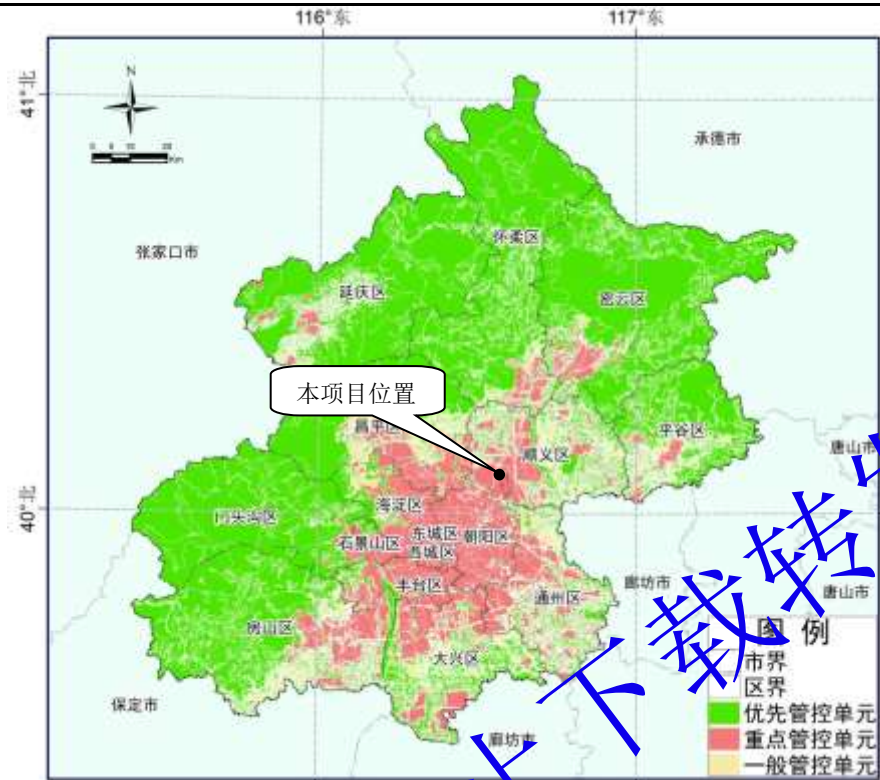 116°东
117°东
41°北
N
0 5 10 20
Km
承德市
怀柔区
张家口市
延庆区
密云区
本项目位置
昌平区
顺义区
平谷区
唐山市
40°北
海淀区
门头沟区
东城区
朝阳区
石景山区
西城区
丰台区
廊坊市
通州区
唐山市
房山区
大兴区
保定市
廊坊市
图 例
市界
区界
优先管控单元
重点管控单元
一般管控单元
下载转